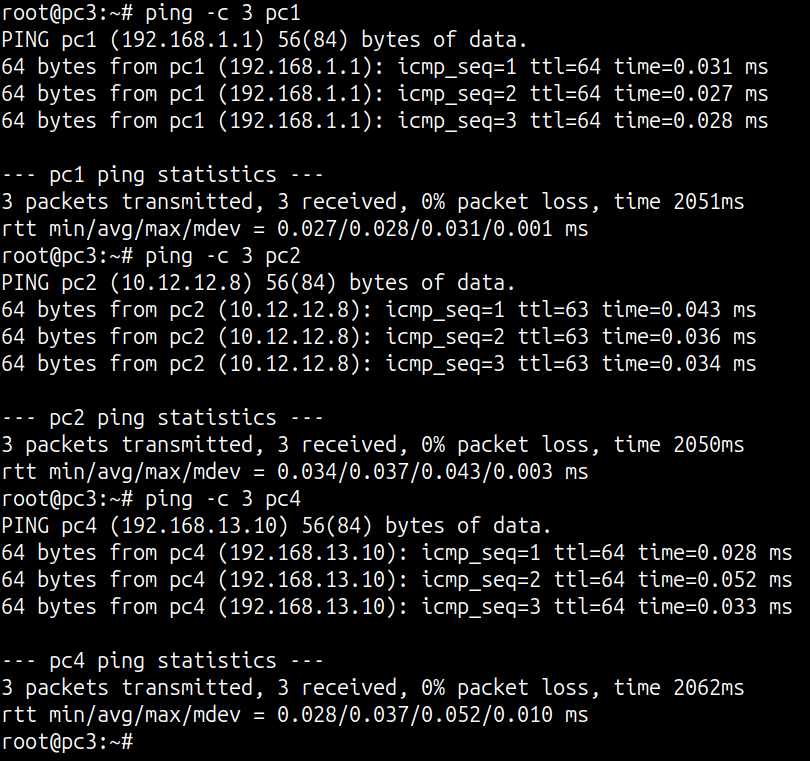 root@pc3:~# ping -c 3 pc1
PING pc1 (192.168.1.1) 56(84) bytes of data.
64 bytes from pc1 (192.168.1.1): icmp_seq=1 ttl=64 time=0.031 ms
64 bytes from pc1 (192.168.1.1): icmp_seq=2 ttl=64 time=0.027 ms
64 bytes from pc1 (192.168.1.1): icmp_seq=3 ttl=64 time=0.028 ms
--- pc1 ping statistics ---
3 packets transmitted, 3 received, 0% packet loss, time 2051ms
rtt min/avg/max/mdev = 0.027/0.028/0.031/0.001 ms
root@pc3:~# ping -c 3 pc2
PING pc2 (10.12.12.8) 56(84) bytes of data.
64 bytes from pc2 (10.12.12.8): icmp_seq=1 ttl=63 time=0.043 ms
64 bytes from pc2 (10.12.12.8): icmp_seq=2 ttl=63 time=0.036 ms
64 bytes from pc2 (10.12.12.8): icmp_seq=3 ttl=63 time=0.034 ms
--- pc2 ping statistics ---
3 packets transmitted, 3 received, 0% packet loss, time 2050ms
rtt min/avg/max/mdev = 0.034/0.037/0.043/0.003 ms
root@pc3:~# ping -c 3 pc4
PING pc4 (192.168.13.10) 56(84) bytes of data.
64 bytes from pc4 (192.168.13.10): icmp_seq=1 ttl=64 time=0.028 ms
64 bytes from pc4 (192.168.13.10): icmp_seq=2 ttl=64 time=0.052 ms
64 bytes from pc4 (192.168.13.10): icmp_seq=3 ttl=64 time=0.033 ms
--- pc4 ping statistics ---
3 packets transmitted, 3 received, 0% packet loss, time 2062ms
rtt min/avg/max/mdev = 0.028/0.037/0.052/0.010 ms
root@pc3:~#